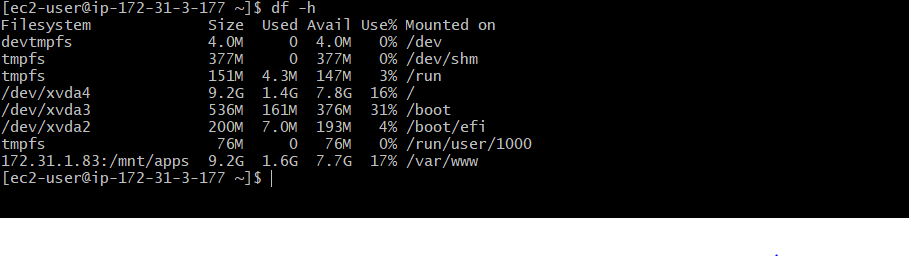 [ec2-user@ip-172-31-3-177 ~]$ df -h
Filesystem              Size  Used Avail Use% Mounted on
devtmpfs                4.0M     0  4.0M   0% /dev
tmpfs                   377M     0  377M   0% /dev/shm
tmpfs                   151M  4.3M  147M   3% /run
/dev/xvda4              9.2G  1.4G  7.8G  16% /
/dev/xvda3              536M  161M  376M  31% /boot
/dev/xvda2              200M  7.0M  193M   4% /boot/efi
tmpfs                    76M     0   76M   0% /run/user/1000
172.31.1.83:/mnt/apps   9.2G  1.6G  7.7G  17% /var/www
[ec2-user@ip-172-31-3-177 ~]$